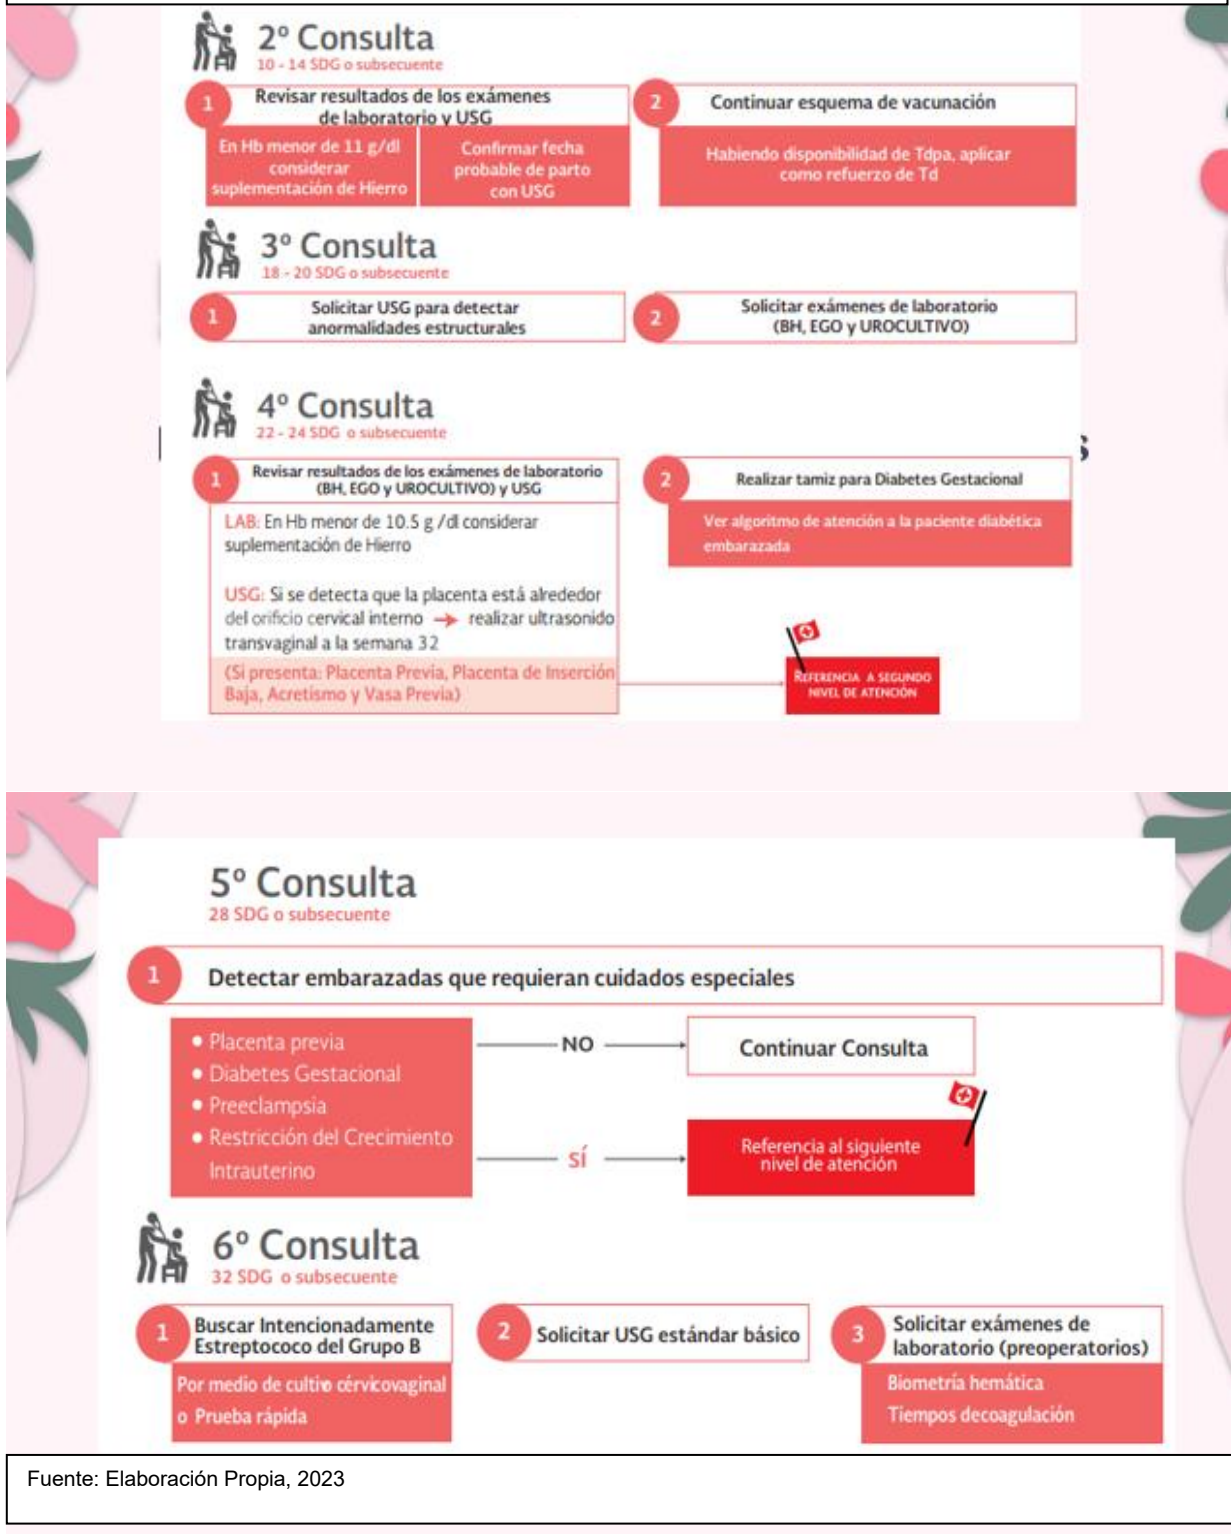 2º Consulta
10 - 14 SDG o subsecuente
1
Revisar resultados de los exámenes
de laboratorio y USG
En Hb menor de 11 g/dl
considerar
suplementación de Hierro
Confirmar fecha
probable de parto
con USG
2
Continuar esquema de vacunación
Habiendo disponibilidad de Tdpa, aplicar
como refuerzo de Td
3º Consulta
18 - 20 SDG o subsecuente
1
Solicitar USG para detectar
anormalidades estructurales
2
Solicitar exámenes de laboratorio
(BH, EGO y UROCULTIVO)
4º Consulta
22 - 24 SDG o subsecuente
1
Revisar resultados de los exámenes de laboratorio
(BH, EGO y UROCULTIVO) y USG
LAB: En Hb menor de 10.5 g /dl considerar
suplementación de Hierro
USG: Si se detecta que la placenta está alrededor
del orificio cervical interno → realizar ultrasonido
transvaginal a la semana 32
(Si presenta: Placenta Previa, Placenta de Inserción
Baja, Acretismo y Vasa Previa)
2
Realizar tamiz para Diabetes Gestacional
Ver algoritmo de atención a la paciente diabética
embarazada
REFERENCIA A SEGUNDO
NIVEL DE ATENCIÓN
5º Consulta
28 SDG o subsecuente
1
Detectar embarazadas que requieran cuidados especiales
• Placenta previa
• Diabetes Gestacional
• Preeclampsia
• Restricción del Crecimiento
Intrauterino
NO
Continuar Consulta
SÍ
Referencia al siguiente
nivel de atención
6º Consulta
32 SDG o subsecuente
1
Buscar Intencionadamente
Estreptococo del Grupo B
Por medio de cultivo cérvicovaginal
o Prueba rápida
2
Solicitar USG estándar básico
3
Solicitar exámenes de
laboratorio (preoperatorios)
Biometría hemática
Tiempos decoagulación
Fuente: Elaboración Propia, 2023